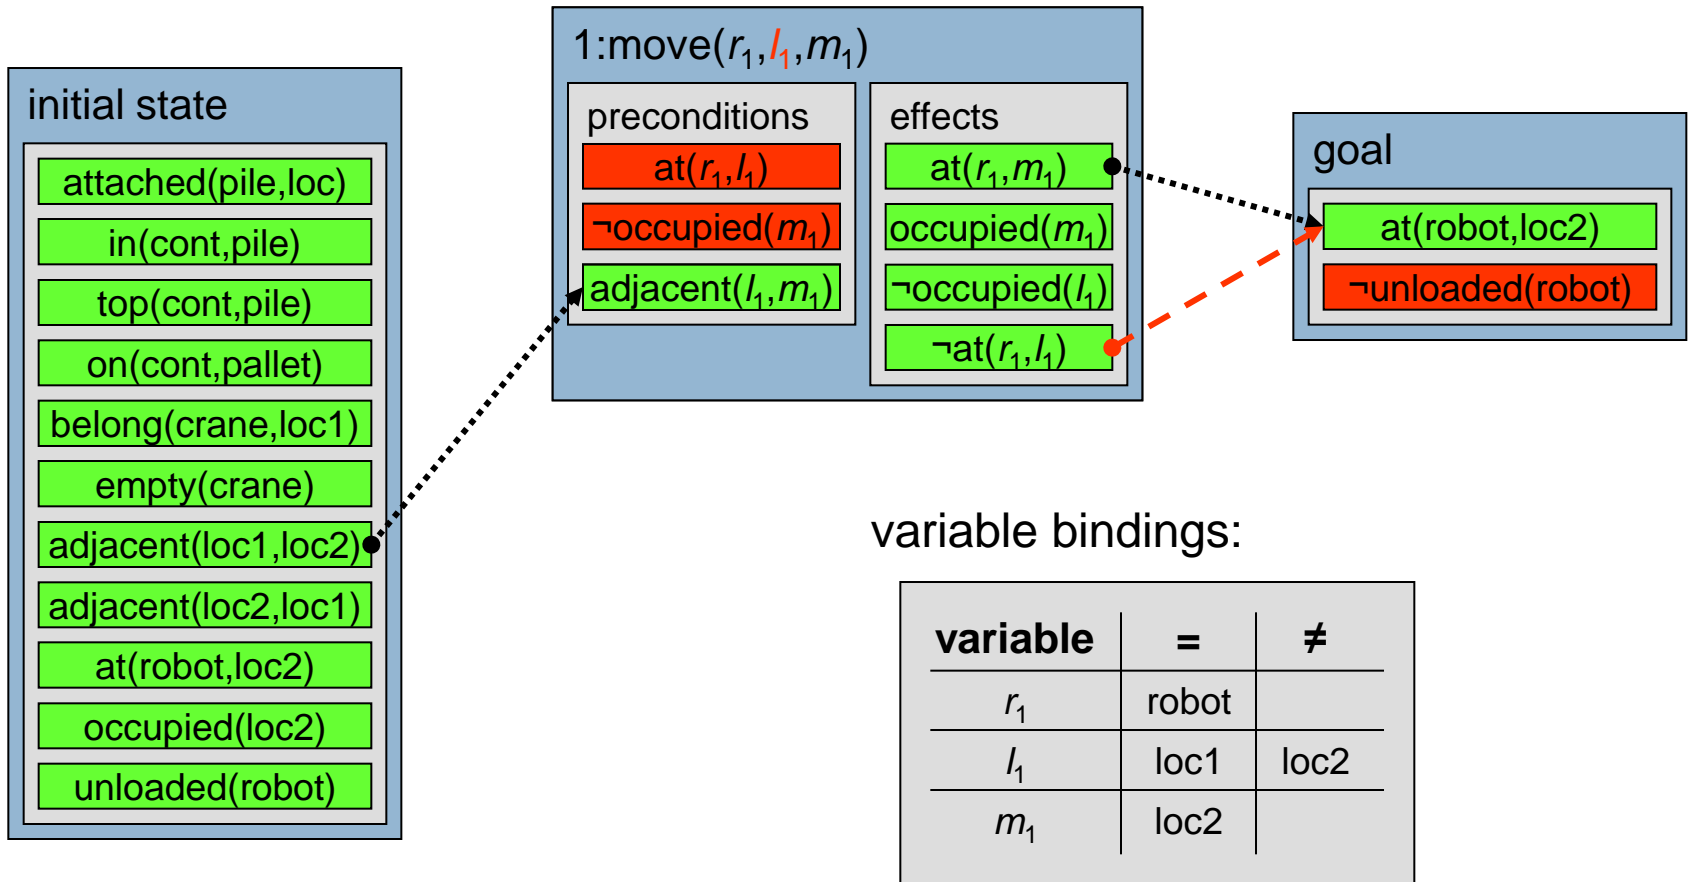 initial state
attached(pile,loc)
in(cont,pile)
top(cont,pile)
on(cont,pallet)
belong(crane,loc1)
empty(crane)
adjacent(loc1,loc2)
adjacent(loc2,loc1)
at(robot,loc2)
occupied(loc2)
unloaded(robot)
1:move(r₁,l₁,m₁)
preconditions
at(r₁,l₁)
¬occupied(m₁)
adjacent(l₁,m₁)
effects
at(r₁,m₁)
occupied(m₁)
¬occupied(l₁)
¬at(r₁,l₁)
goal
at(robot,loc2)
¬unloaded(robot)
variable bindings:
variable = ≠
r₁ robot
l₁ loc1 loc2
m₁ loc2